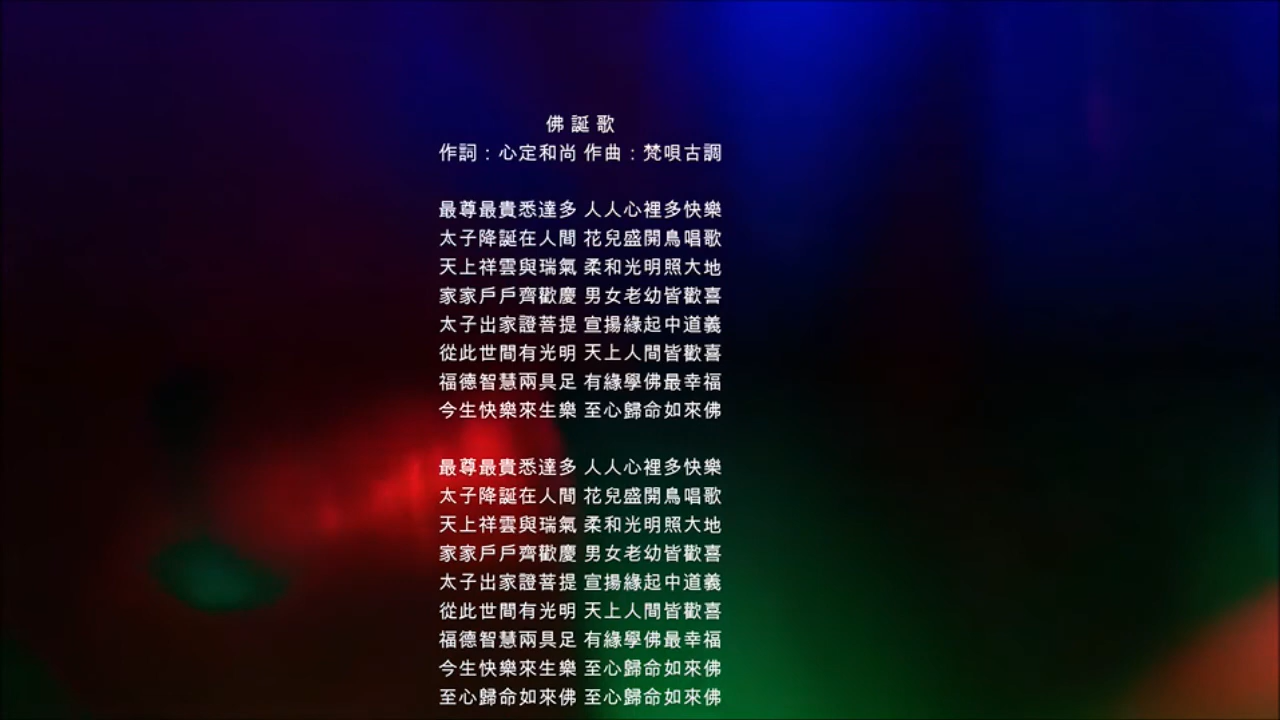 佛 誕 歌
作詞：心定和尚 作曲：梵唄古調
最尊最貴悉達多 人人心裡多快樂
太子降誕在人間 花兒盛開鳥唱歌
天上祥雲與瑞氣 柔和光明照大地
家家戶戶齊歡慶 男女老幼皆歡喜
太子出家證菩提 宣揚緣起中道義
從此世間有光明 天上人間皆歡喜
福德智慧兩具足 有緣學佛最幸福
今生快樂來生樂 至心歸命如來佛
最尊最貴悉達多 人人心裡多快樂
太子降誕在人間 花兒盛開鳥唱歌
天上祥雲與瑞氣 柔和光明照大地
家家戶戶齊歡慶 男女老幼皆歡喜
太子出家證菩提 宣揚緣起中道義
從此世間有光明 天上人間皆歡喜
福德智慧兩具足 有緣學佛最幸福
今生快樂來生樂 至心歸命如來佛
至心歸命如來佛 至心歸命如來佛